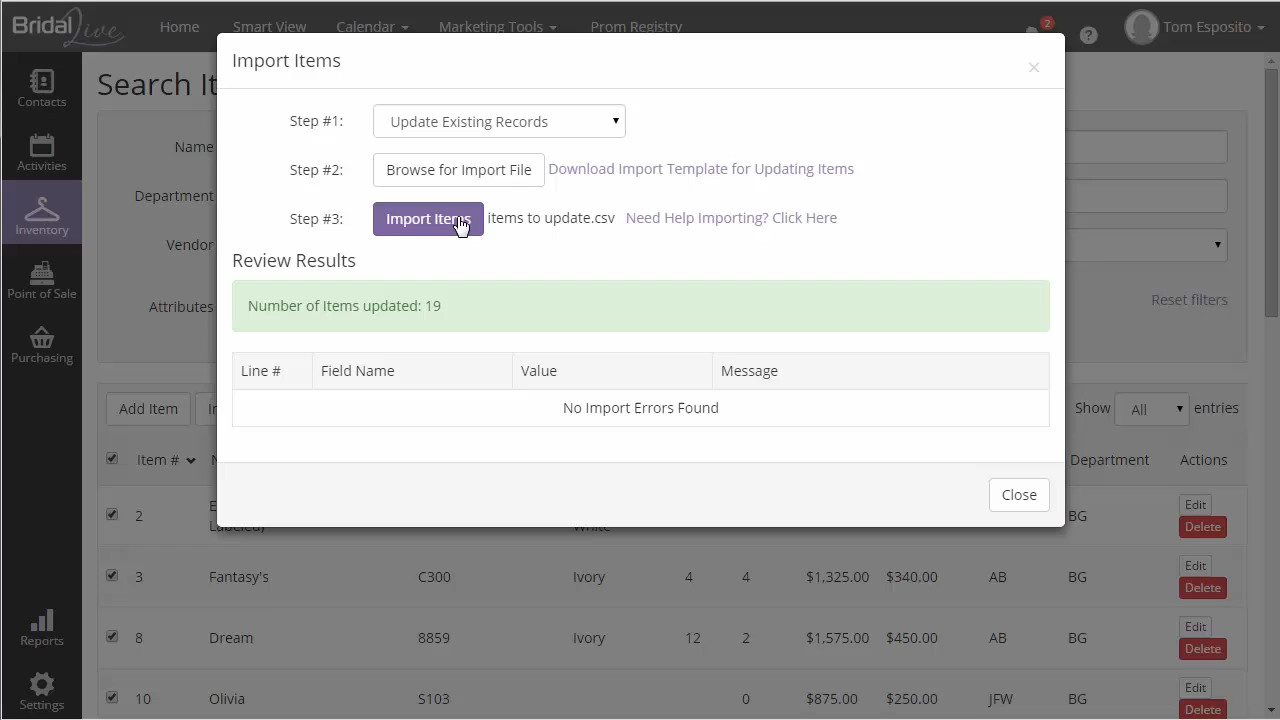 Bridal Live Home Smart View Calendar Marketing Tools Prom Registry 2 ? Tom Esposito
Contacts
Activities
Inventory
Point of Sale
Purchasing
Reports
Settings
Search It
Name
Department
Vendor
Attributes
Reset filters
Import Items ×
Step #1: Update Existing Records
Step #2: Browse for Import File Download Import Template for Updating Items
Step #3: Import Items items to update.csv Need Help Importing? Click Here
Review Results
Number of Items updated: 19
Line # Field Name Value Message
No Import Errors Found
Close
Add Item Show All entries
Item # Department Actions
2 BG Edit
Delete
3 Fantasy's C300 Ivory 4 4 $1,325.00 $340.00 AB BG Edit
Delete
8 Dream 8859 Ivory 12 2 $1,575.00 $450.00 AB BG Edit
Delete
10 Olivia S103 0 $875.00 $250.00 JFW BG Edit
Delete